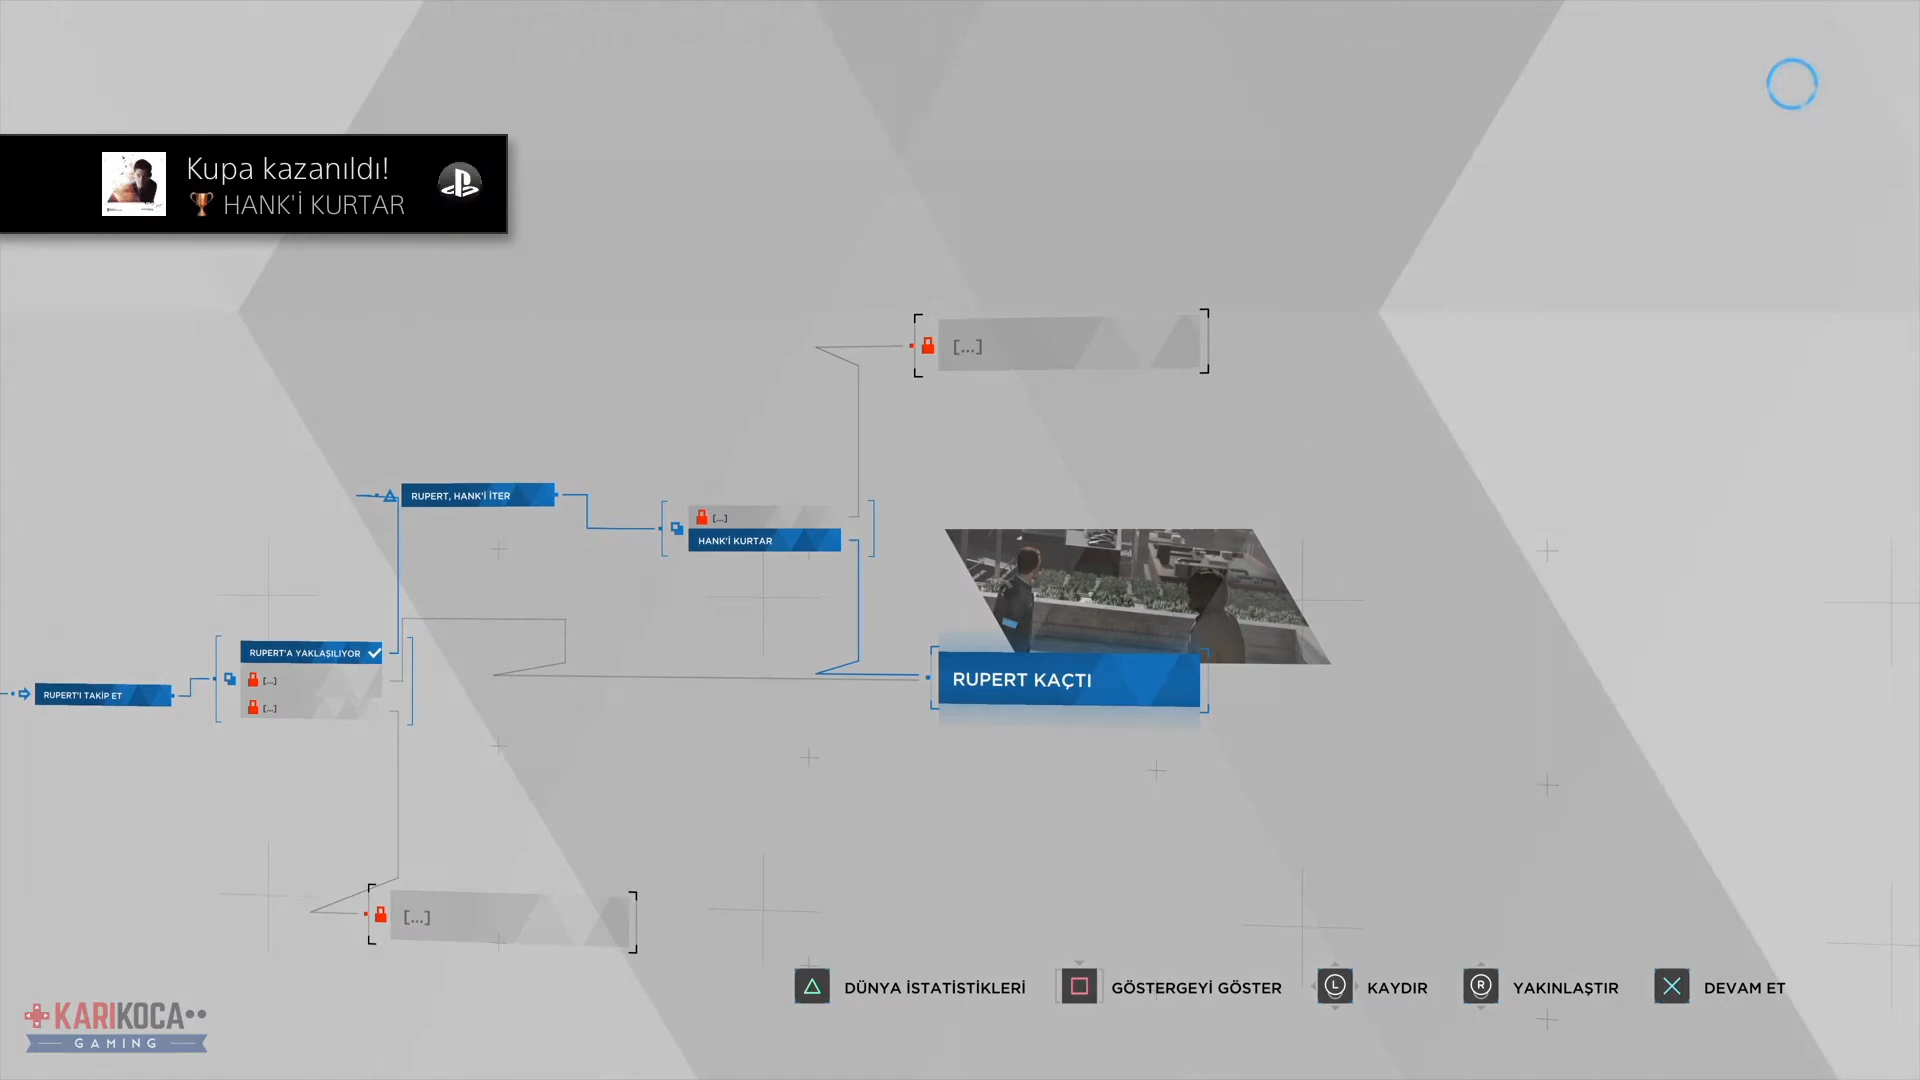 Kupa kazanıldı!
HANK'İ KURTAR
[...]
RUPERT, HANK'İ İTER
[...]
HANK'İ KURTAR
RUPERT'A YAKLAŞILIYOR
[...]
[...]
RUPERT'I TAKİP ET
RUPERT KAÇTI
[...]
DÜNYA İSTATİSTİKLERİ
GÖSTERGEYİ GÖSTER
L
KAYDIR
R
YAKINLAŞTIR
DEVAM ET
KARIKOCA
GAMING